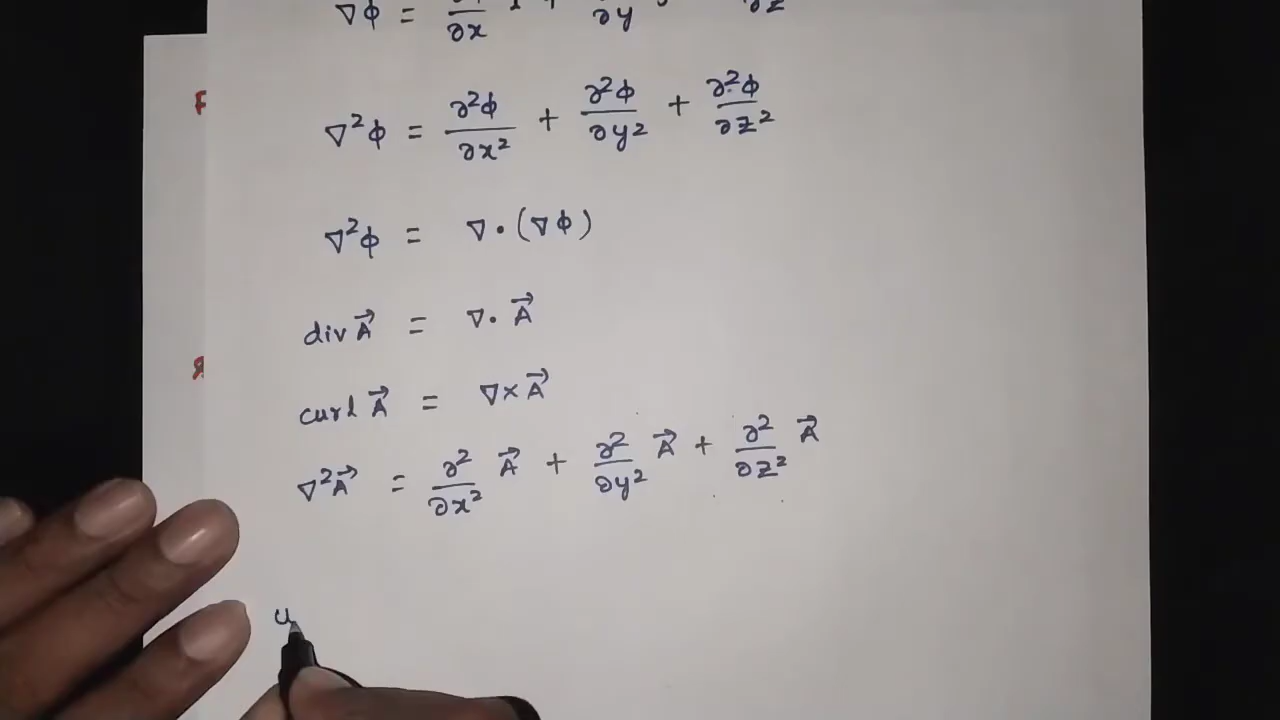 ∇Φ =
∇²Φ = ∂²Φ/∂x² + ∂²Φ/∂y² + ∂²Φ/∂z²
∇²Φ = ∇·(∇Φ)
div A⃗ = ∇· A⃗
curl A⃗ = ∇×A⃗
∇²A⃗ = ∂²/∂x² A⃗ + ∂²/∂y² A⃗ + ∂²/∂z² A⃗